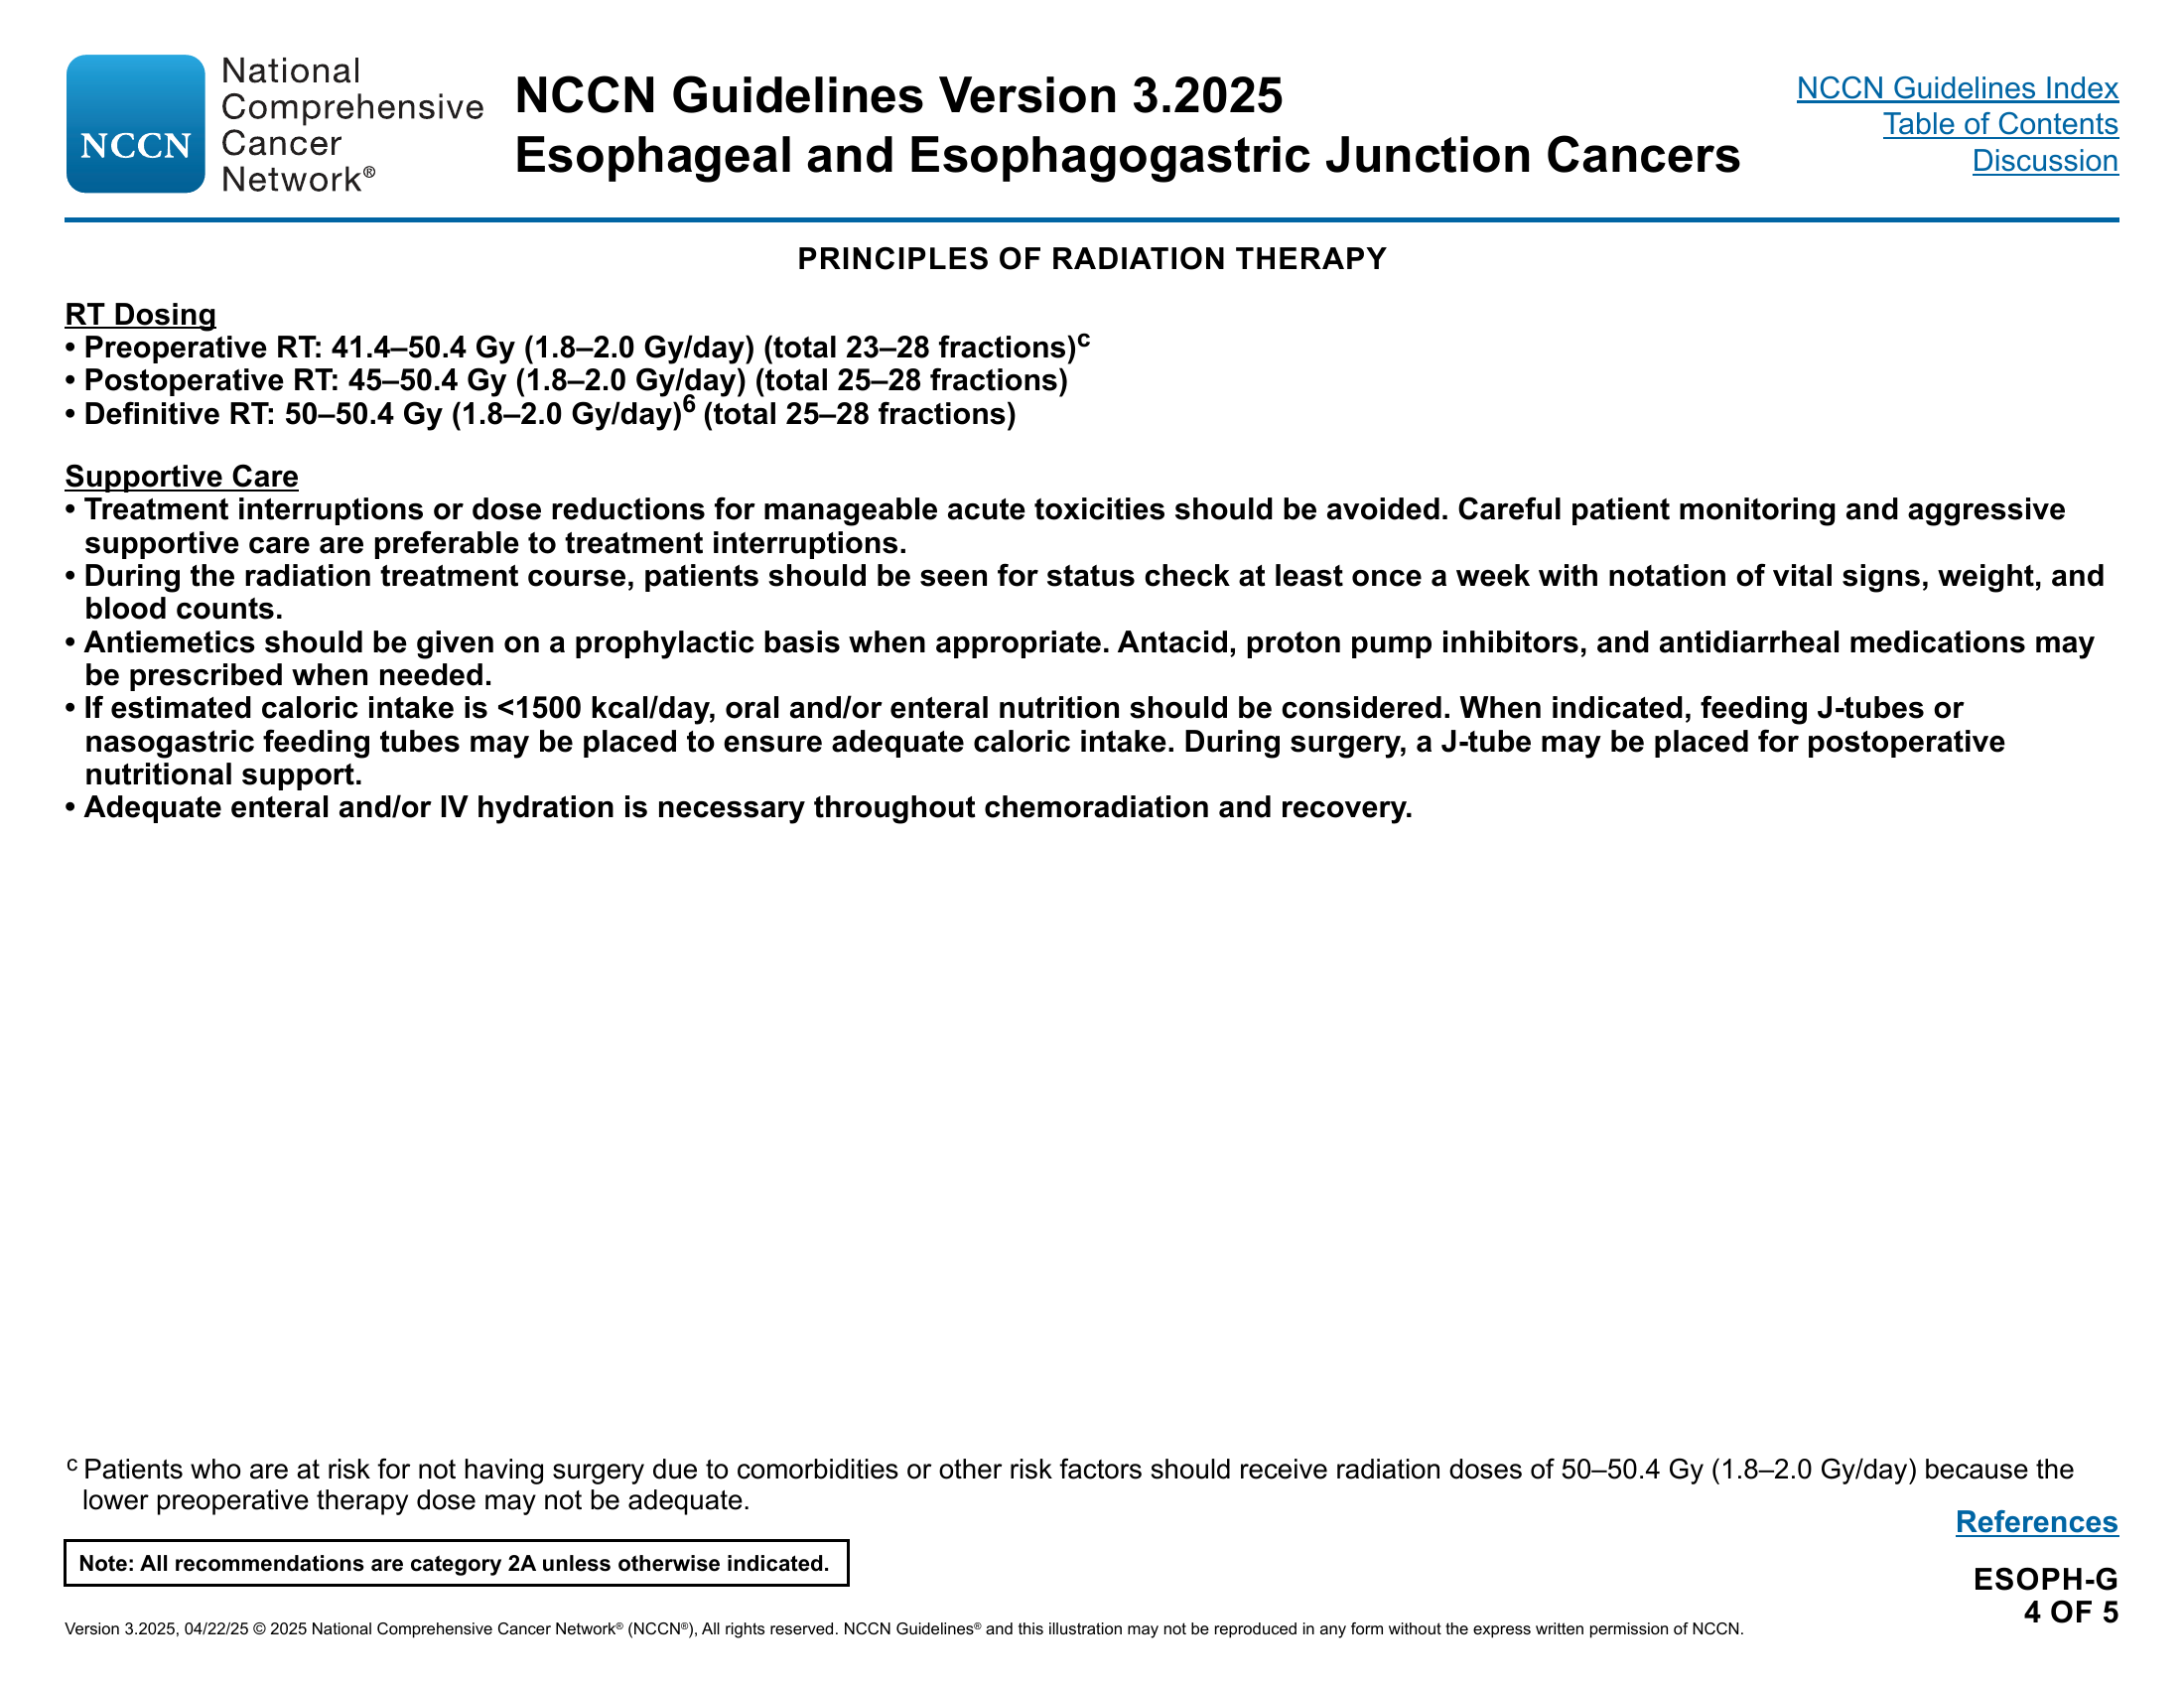 National
Comprehensive
NCCN Cancer
Network®
NCCN Guidelines Version 3.2025
Esophageal and Esophagogastric Junction Cancers
NCCN Guidelines Index
Table of Contents
Discussion
PRINCIPLES OF RADIATION THERAPY
RT Dosing
• Preoperative RT: 41.4–50.4 Gy (1.8–2.0 Gy/day) (total 23–28 fractions)c
• Postoperative RT: 45–50.4 Gy (1.8–2.0 Gy/day) (total 25–28 fractions)
• Definitive RT: 50–50.4 Gy (1.8–2.0 Gy/day)6 (total 25–28 fractions)
Supportive Care
• Treatment interruptions or dose reductions for manageable acute toxicities should be avoided. Careful patient monitoring and aggressive
supportive care are preferable to treatment interruptions.
• During the radiation treatment course, patients should be seen for status check at least once a week with notation of vital signs, weight, and
blood counts.
• Antiemetics should be given on a prophylactic basis when appropriate. Antacid, proton pump inhibitors, and antidiarrheal medications may
be prescribed when needed.
• If estimated caloric intake is <1500 kcal/day, oral and/or enteral nutrition should be considered. When indicated, feeding J-tubes or
nasogastric feeding tubes may be placed to ensure adequate caloric intake. During surgery, a J-tube may be placed for postoperative
nutritional support.
• Adequate enteral and/or IV hydration is necessary throughout chemoradiation and recovery.
c Patients who are at risk for not having surgery due to comorbidities or other risk factors should receive radiation doses of 50–50.4 Gy (1.8–2.0 Gy/day) because the
lower preoperative therapy dose may not be adequate.
References
Note: All recommendations are category 2A unless otherwise indicated.
ESOPH-G
4 OF 5
Version 3.2025, 04/22/25 © 2025 National Comprehensive Cancer Network® (NCCN®), All rights reserved. NCCN Guidelines® and this illustration may not be reproduced in any form without the express written permission of NCCN.